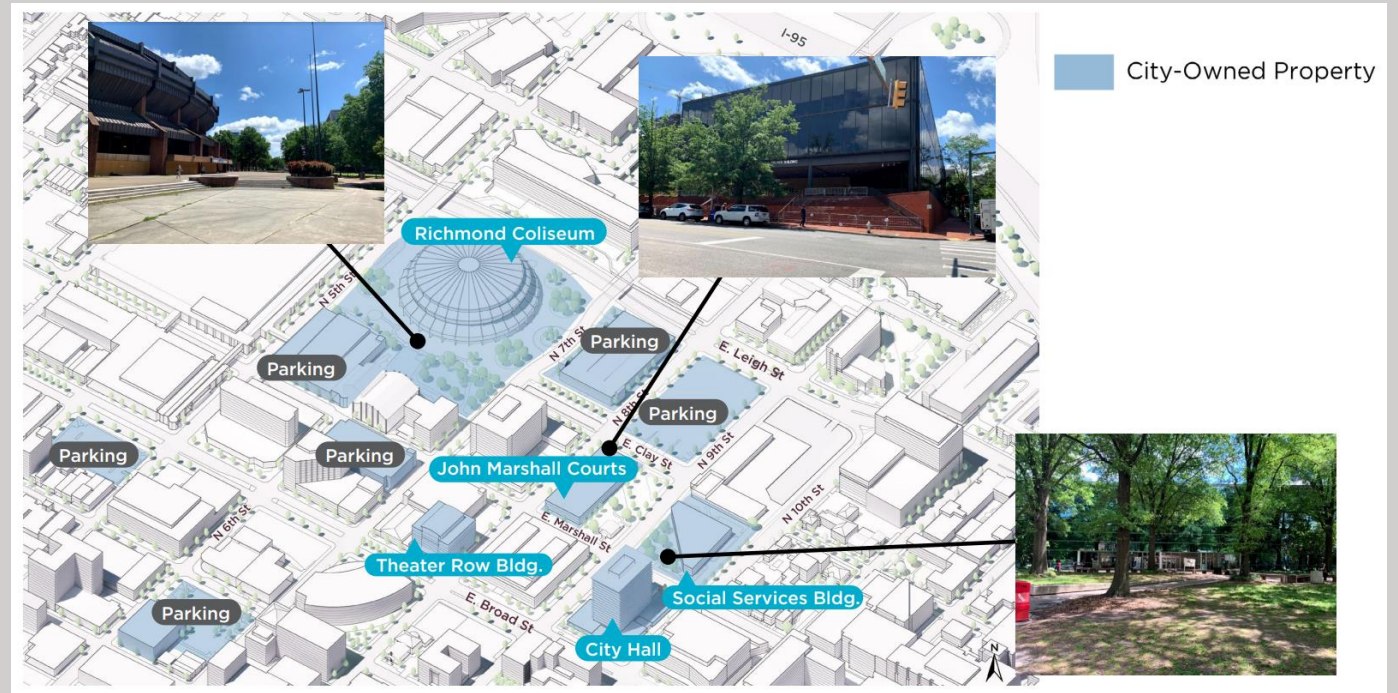 I-95
City-Owned Property
Richmond Coliseum
N 5th St
N 7th St
Parking
Parking
E. Leigh St
N 8th St
Parking
Parking
Parking
E. Clay St
N 9th St
John Marshall Courts
N 10th St
N 6th St
E. Marshall St
Theater Row Bldg.
Social Services Bldg.
E. Broad St
Parking
City Hall
N